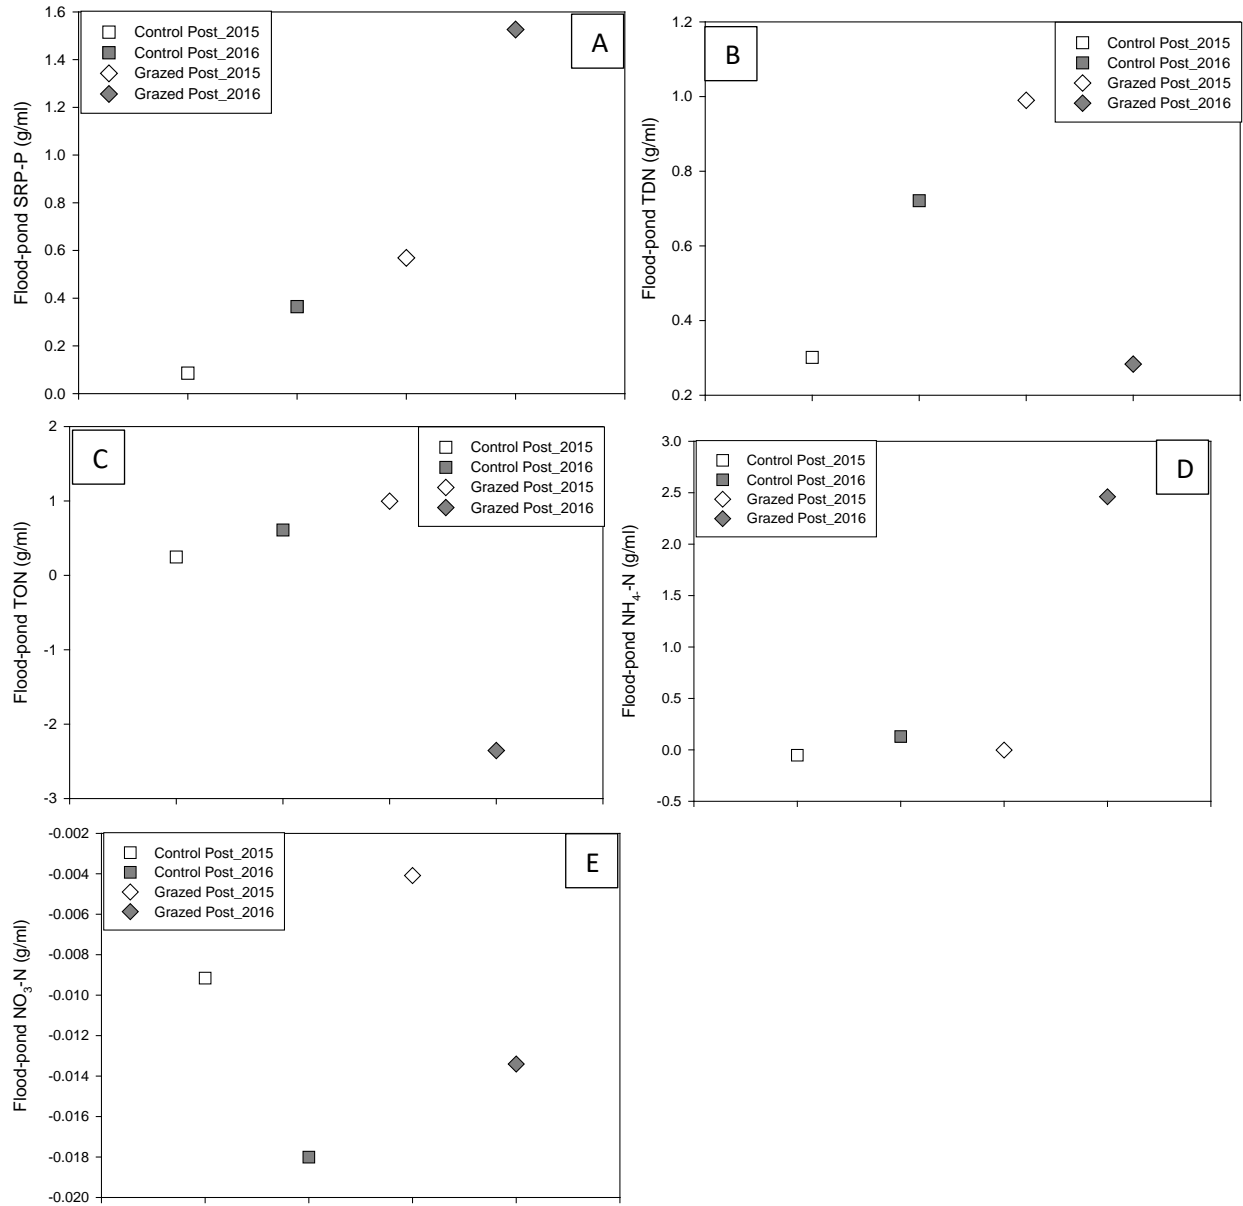 Flood-pond SRP-P (g/ml)
1.6
1.4
1.2
1.0
0.8
0.6
0.4
0.2
0.0
Control Post_2015
Control Post_2016
Grazed Post_2015
Grazed Post_2016
A
Flood-pond TDN (g/ml)
1.2
1.0
0.8
0.6
0.4
0.2
B
Control Post_2015
Control Post_2016
Grazed Post_2015
Grazed Post_2016
Flood-pond TON (g/ml)
2
1
0
-1
-2
-3
C
Control Post_2015
Control Post_2016
Grazed Post_2015
Grazed Post_2016
Flood-pond NH4-N (g/ml)
3.0
2.5
2.0
1.5
1.0
0.5
0.0
-0.5
Control Post_2015
Control Post_2016
Grazed Post_2015
Grazed Post_2016
D
Flood-pond NO3-N (g/ml)
-0.002
-0.004
-0.006
-0.008
-0.010
-0.012
-0.014
-0.016
-0.018
-0.020
Control Post_2015
Control Post_2016
Grazed Post_2015
Grazed Post_2016
E